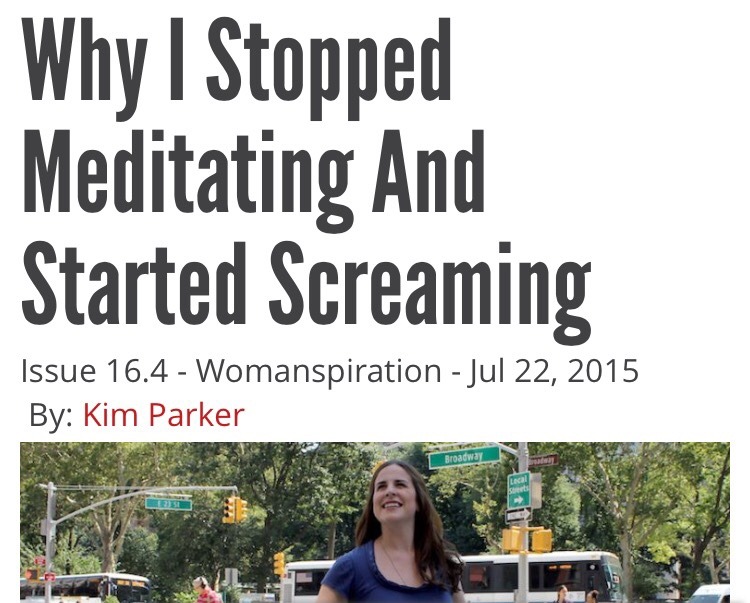 Why I Stopped
Meditating And
Started Screaming
Issue 16.4 - Womanspiration - Jul 22, 2015
By: Kim Parker
Broadway
Broadway
Local
Streets
E 23 ST